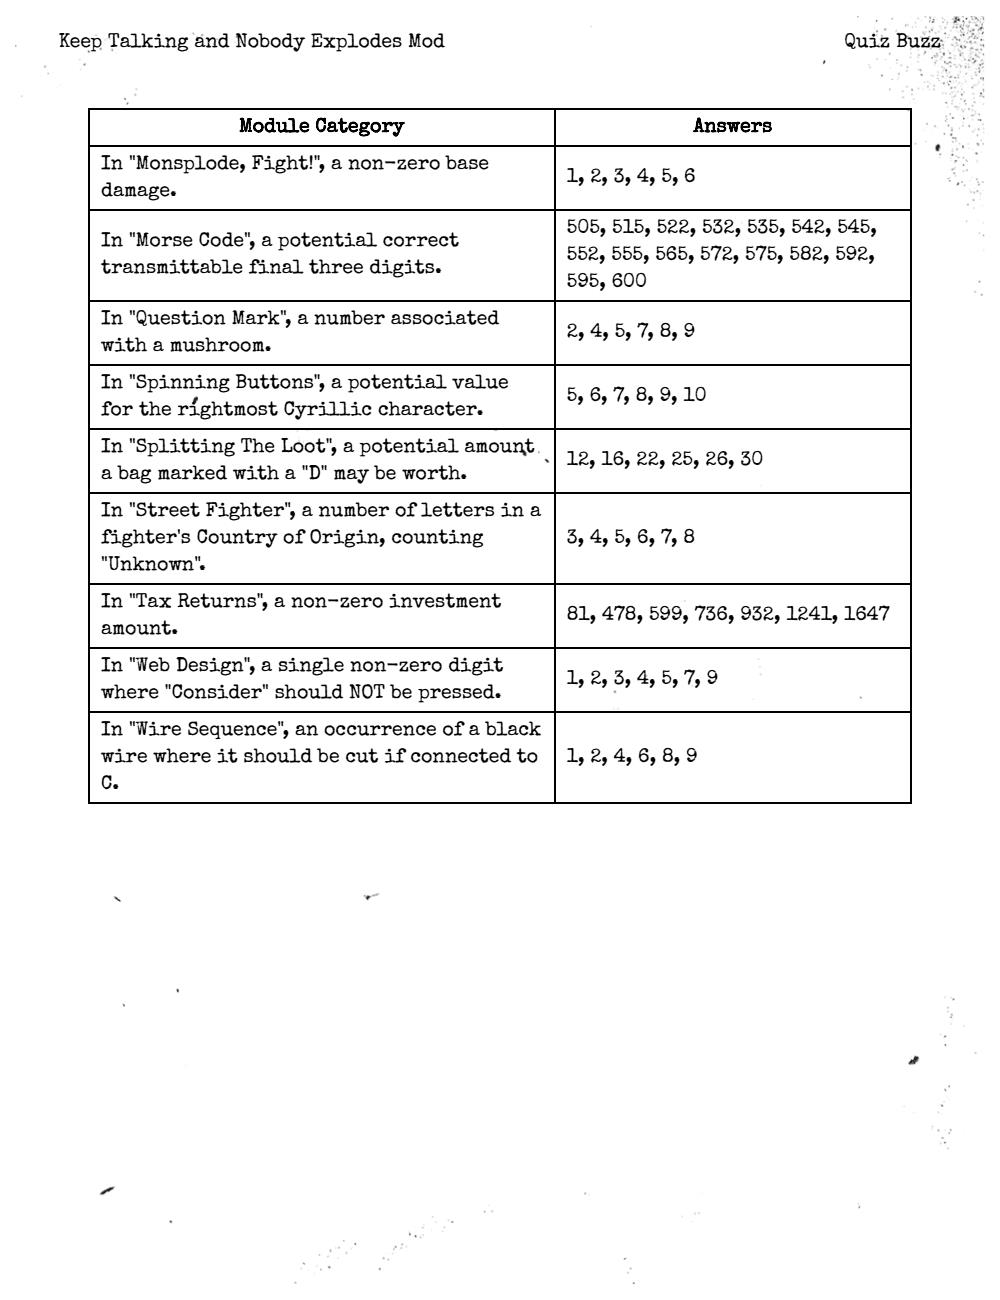 Keep Talking and Nobody Explodes Mod
Quiz Buzz
Module Category
Answers
In "Monsplode, Fight!", a non-zero base
damage.
1, 2, 3, 4, 5, 6
In "Morse Code", a potential correct
transmittable final three digits.
505, 515, 522, 532, 535, 542, 545,
552, 555, 565, 572, 575, 582, 592,
595, 600
In "Question Mark", a number associated
with a mushroom.
2, 4, 5, 7, 8, 9
In "Spinning Buttons", a potential value
for the rightmost Cyrillic character.
5, 6, 7, 8, 9, 10
In "Splitting The Loot", a potential amount
a bag marked with a "D" may be worth.
12, 16, 22, 25, 26, 30
In "Street Fighter", a number of letters in a
fighter's Country of Origin, counting
"Unknown".
3, 4, 5, 6, 7, 8
In "Tax Returns", a non-zero investment
amount.
81, 478, 599, 736, 932, 1241, 1647
In "Web Design", a single non-zero digit
where "Consider" should NOT be pressed.
1, 2, 3, 4, 5, 7, 9
In "Wire Sequence", an occurrence of a black
wire where it should be cut if connected to
C.
1, 2, 4, 6, 8, 9